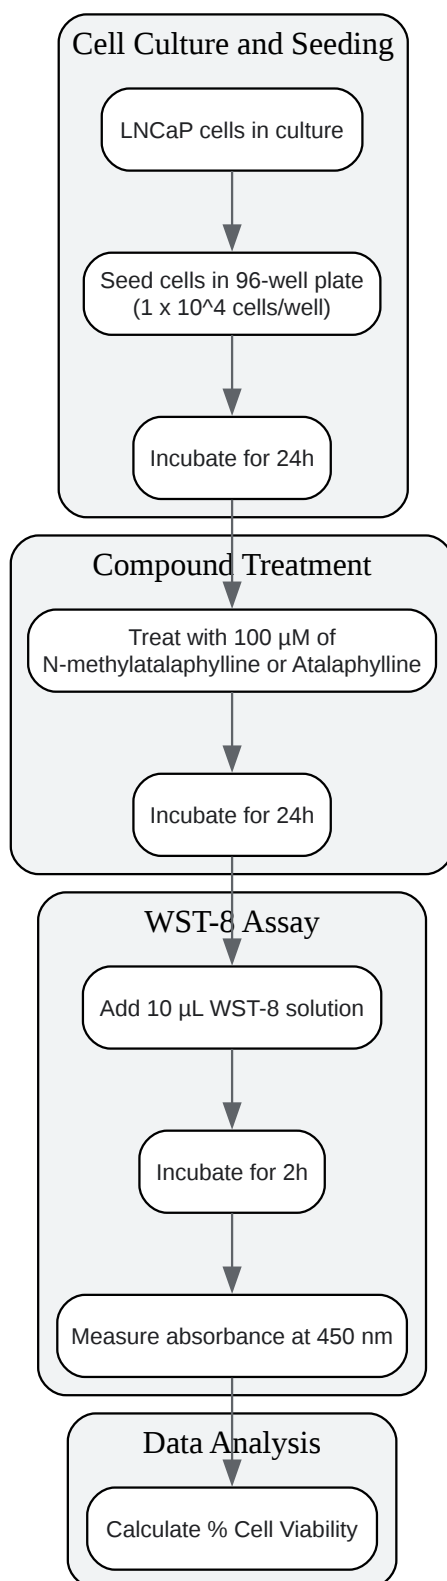 Cell Culture and Seeding
LNCaP cells in culture
Seed cells in 96-well plate
(1 x 10^4 cells/well)
Incubate for 24h
Compound Treatment
Treat with 100 µM of
N-methylatalaphylline or Atalaphylline
Incubate for 24h
WST-8 Assay
Add 10 µL WST-8 solution
Incubate for 2h
Measure absorbance at 450 nm
Data Analysis
Calculate % Cell Viability